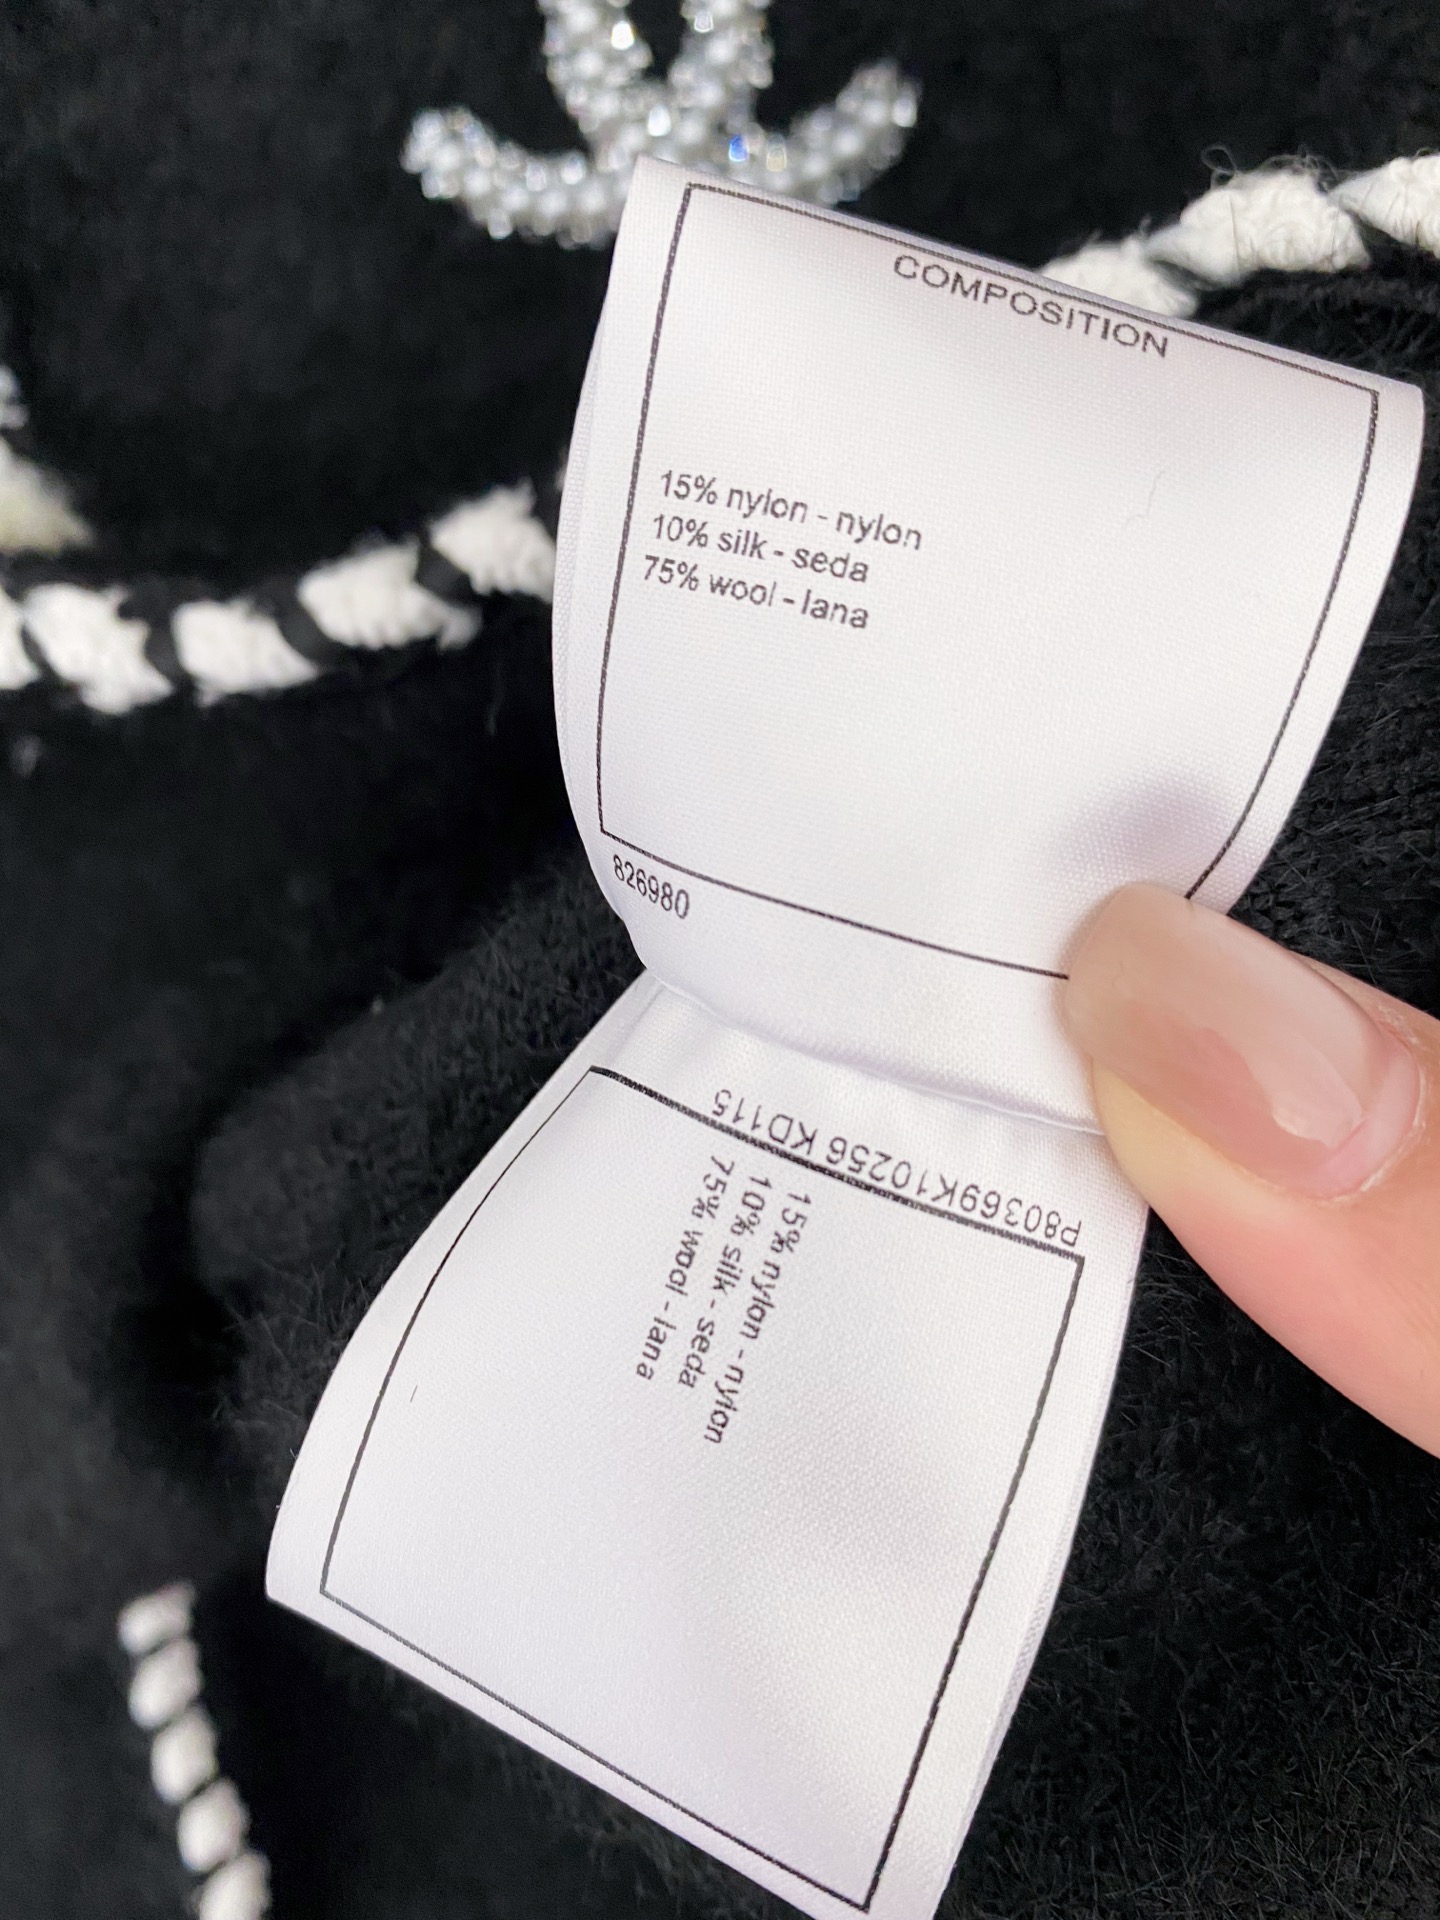 COMPOSITION
15% nylon - nylon
10% silk - seda
75% wool - lana
826980
P80369K10256 KD115
15% nylon - nylon
10% silk - seda
75% wool - lana